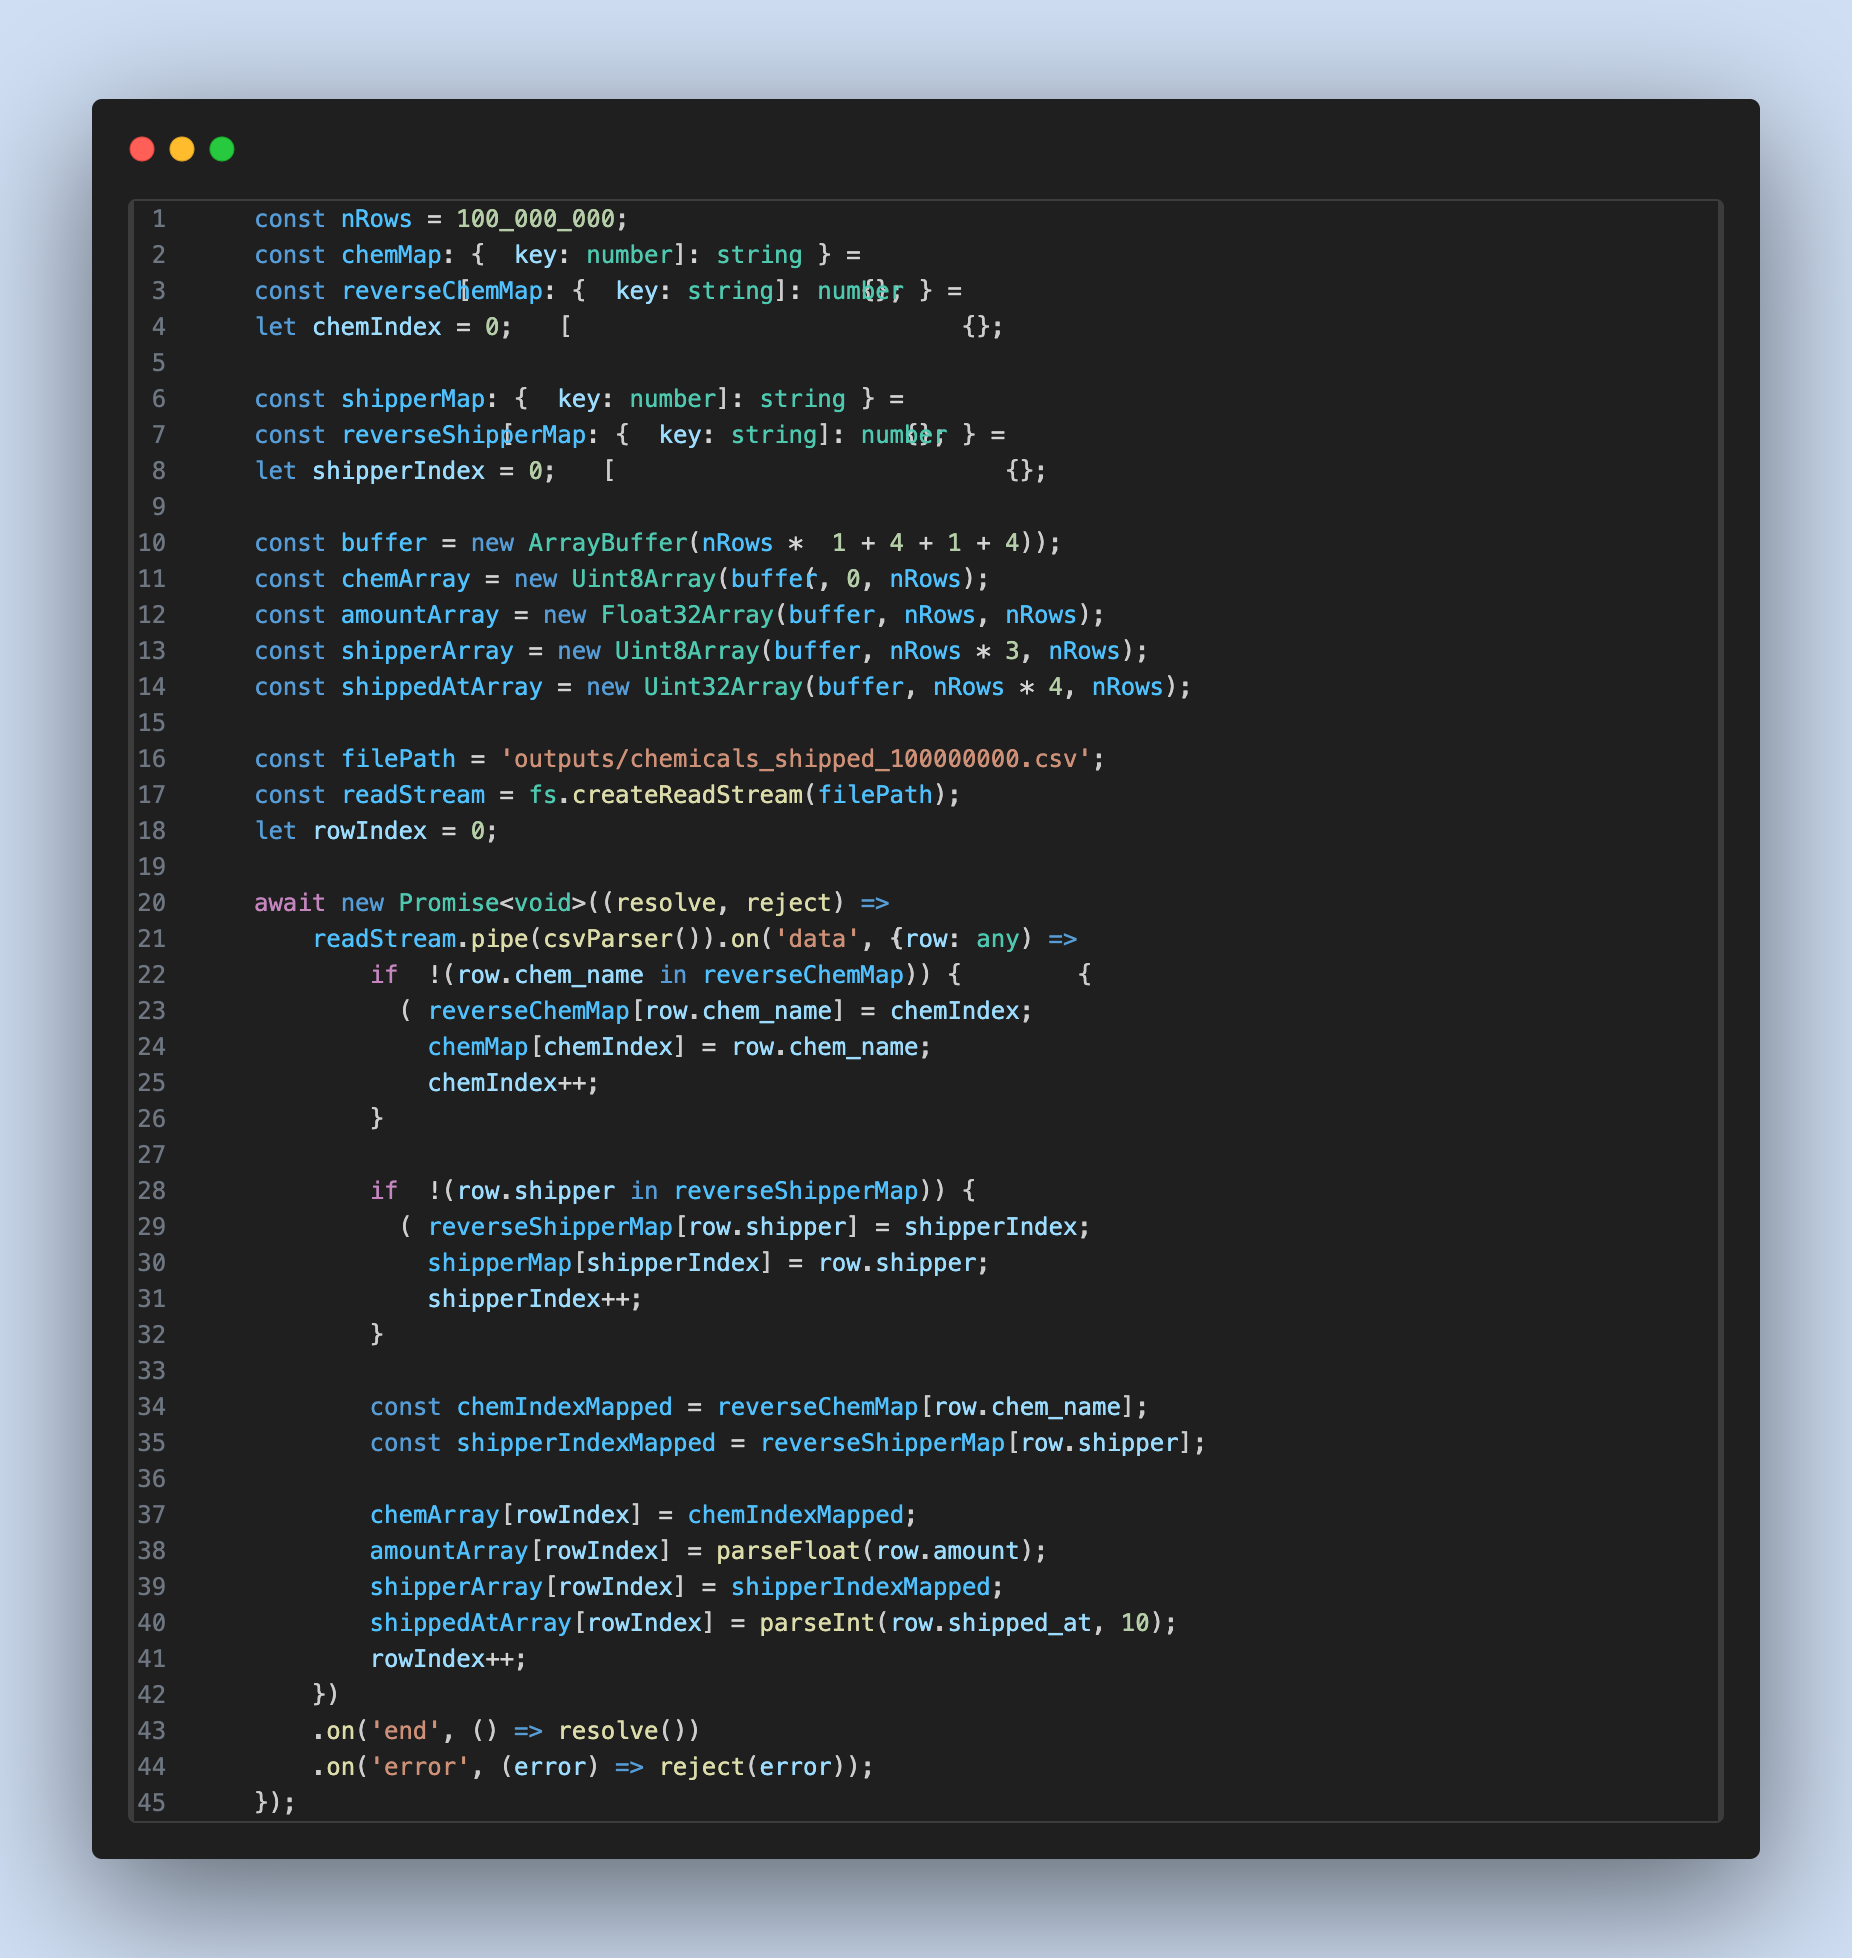 1 const nRows = 100_000_000;
2 const chemMap: { [key: number]: string } = {};
3 const reverseChemMap: { [key: string]: number } = {};
4 let chemIndex = 0;
5
6 const shipperMap: { [key: number]: string } = {};
7 const reverseShipperMap: { [key: string]: number } = {};
8 let shipperIndex = 0;
9
10 const buffer = new ArrayBuffer(nRows * (1 + 4 + 1 + 4));
11 const chemArray = new Uint8Array(buffer, 0, nRows);
12 const amountArray = new Float32Array(buffer, nRows, nRows);
13 const shipperArray = new Uint8Array(buffer, nRows * 3, nRows);
14 const shippedAtArray = new Uint32Array(buffer, nRows * 4, nRows);
15
16 const filePath = 'outputs/chemicals_shipped_100000000.csv';
17 const readStream = fs.createReadStream(filePath);
18 let rowIndex = 0;
19
20 await new Promise<void>((resolve, reject) => {
21 readStream.pipe(csvParser()).on('data', (row: any) => {
22 if (!(row.chem_name in reverseChemMap)) {
23 reverseChemMap[row.chem_name] = chemIndex;
24 chemMap[chemIndex] = row.chem_name;
25 chemIndex++;
26 }
27
28 if (!(row.shipper in reverseShipperMap)) {
29 reverseShipperMap[row.shipper] = shipperIndex;
30 shipperMap[shipperIndex] = row.shipper;
31 shipperIndex++;
32 }
33
34 const chemIndexMapped = reverseChemMap[row.chem_name];
35 const shipperIndexMapped = reverseShipperMap[row.shipper];
36
37 chemArray[rowIndex] = chemIndexMapped;
38 amountArray[rowIndex] = parseFloat(row.amount);
39 shipperArray[rowIndex] = shipperIndexMapped;
40 shippedAtArray[rowIndex] = parseInt(row.shipped_at, 10);
41 rowIndex++;
42 })
43 .on('end', () => resolve())
44 .on('error', (error) => reject(error));
45 });